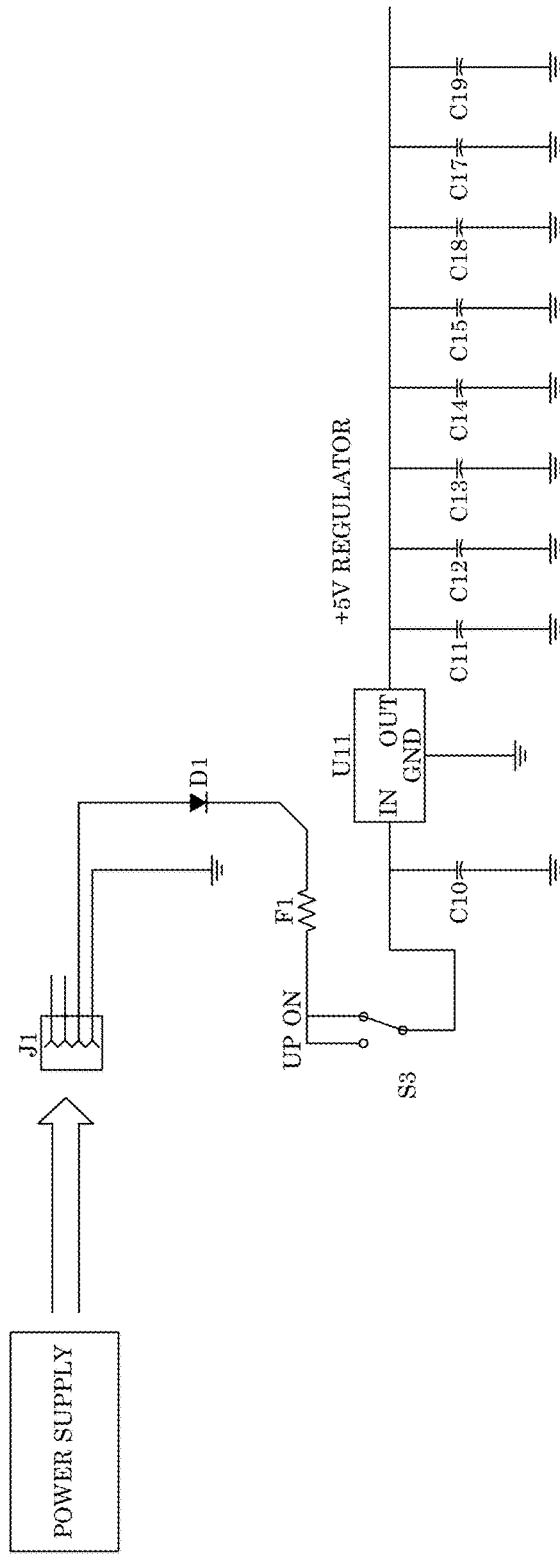 POWER SUPPLY
J1
D1
F1
UP ON
S3
+5V REGULATOR
U11
IN OUT
GND
C10
C11
C12
C13
C14
C15
C18
C17
C19